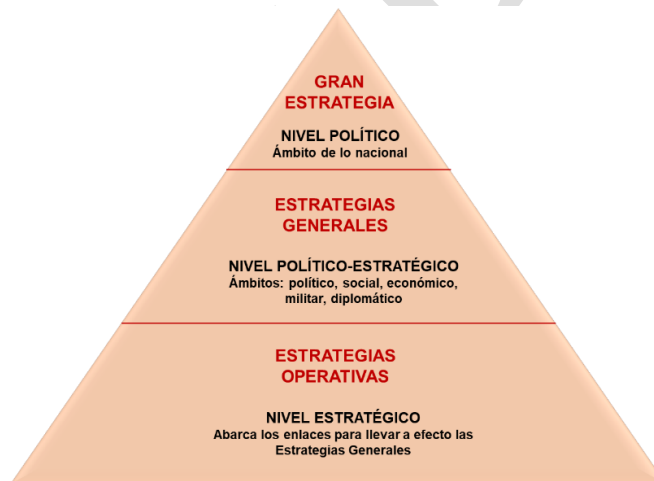 GRAN
ESTRATEGIA
NIVEL POLÍTICO
Ámbito de lo nacional
ESTRATEGIAS
GENERALES
NIVEL POLÍTICO-ESTRATÉGICO
Ámbitos: político, social, económico,
militar, diplomático
ESTRATEGIAS
OPERATIVAS
NIVEL ESTRATÉGICO
Abarca los enlaces para llevar a efecto las
Estrategias Generales